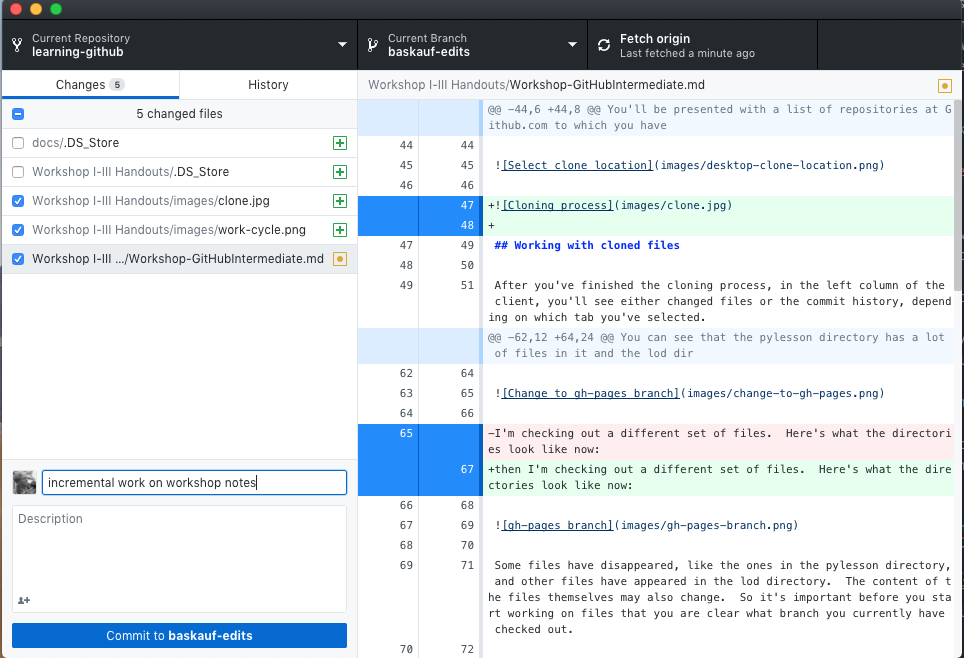 Current Repository
learning-github
Current Branch
baskauf-edits
Fetch origin
Last fetched a minute ago
Changes 5
History
5 changed files
docs/.DS_Store
Workshop I-III Handouts/.DS_Store
Workshop I-III Handouts/images/clone.jpg
Workshop I-III Handouts/images/work-cycle.png
Workshop I-III .../Workshop-GitHubIntermediate.md
incremental work on workshop notes
Description
Commit to baskauf-edits
Workshop I-III Handouts/Workshop-GitHubIntermediate.md
@@ -44,6 +44,8 @@ You'll be presented with a list of repositories at G
ithub.com to which you have
44 44
45 45 ![Select clone location](images/desktop-clone-location.png)
46 46
47 +![Cloning process](images/clone.jpg)
48 +
47 49 ## Working with cloned files
48 50
49 51 After you've finished the cloning process, in the left column of the
client, you'll see either changed files or the commit history, depend
ing on which tab you've selected.
@@ -62,12 +64,24 @@ You can see that the pylesson directory has a lot
of files in it and the lod dir
62 64
63 65 ![Change to gh-pages branch](images/change-to-gh-pages.png)
64 66
65 -I'm checking out a different set of files.  Here's what the directori
es look like now:
67 +then I'm checking out a different set of files.  Here's what the dire
ctories look like now:
66 68
67 69 ![gh-pages branch](images/gh-pages-branch.png)
68 70
69 71 Some files have disappeared, like the ones in the pylesson directory,
and other files have appeared in the lod directory.  The content of t
he files themselves may also change.  So it's important before you sta
rt working on files that you are clear what branch you currently have
checked out.
70 72